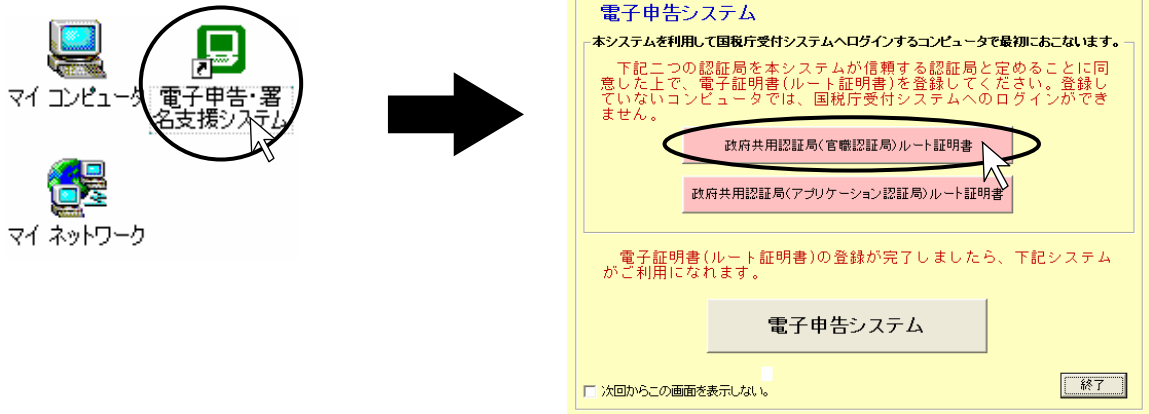 マイ コンピュータ
電子申告・署
名支援システム
マイ ネットワーク
電子申告システム
本システムを利用して国税庁受付システムへログインするコンピュータで最初におこないます。
下記二つの認証局を本システムが信頼する認証局と定めることに同
意した上で、電子証明書(ルート証明書)を登録してください。登録し
ていないコンピュータでは、国税庁受付システムへのログインができ
ません。
政府共用認証局(官職認証局)ルート証明書
政府共用認証局(アプリケーション認証局)ルート証明書
電子証明書(ルート証明書)の登録が完了しましたら、下記システム
がご利用になれます。
電子申告システム
次回からこの画面を表示しない。
終了